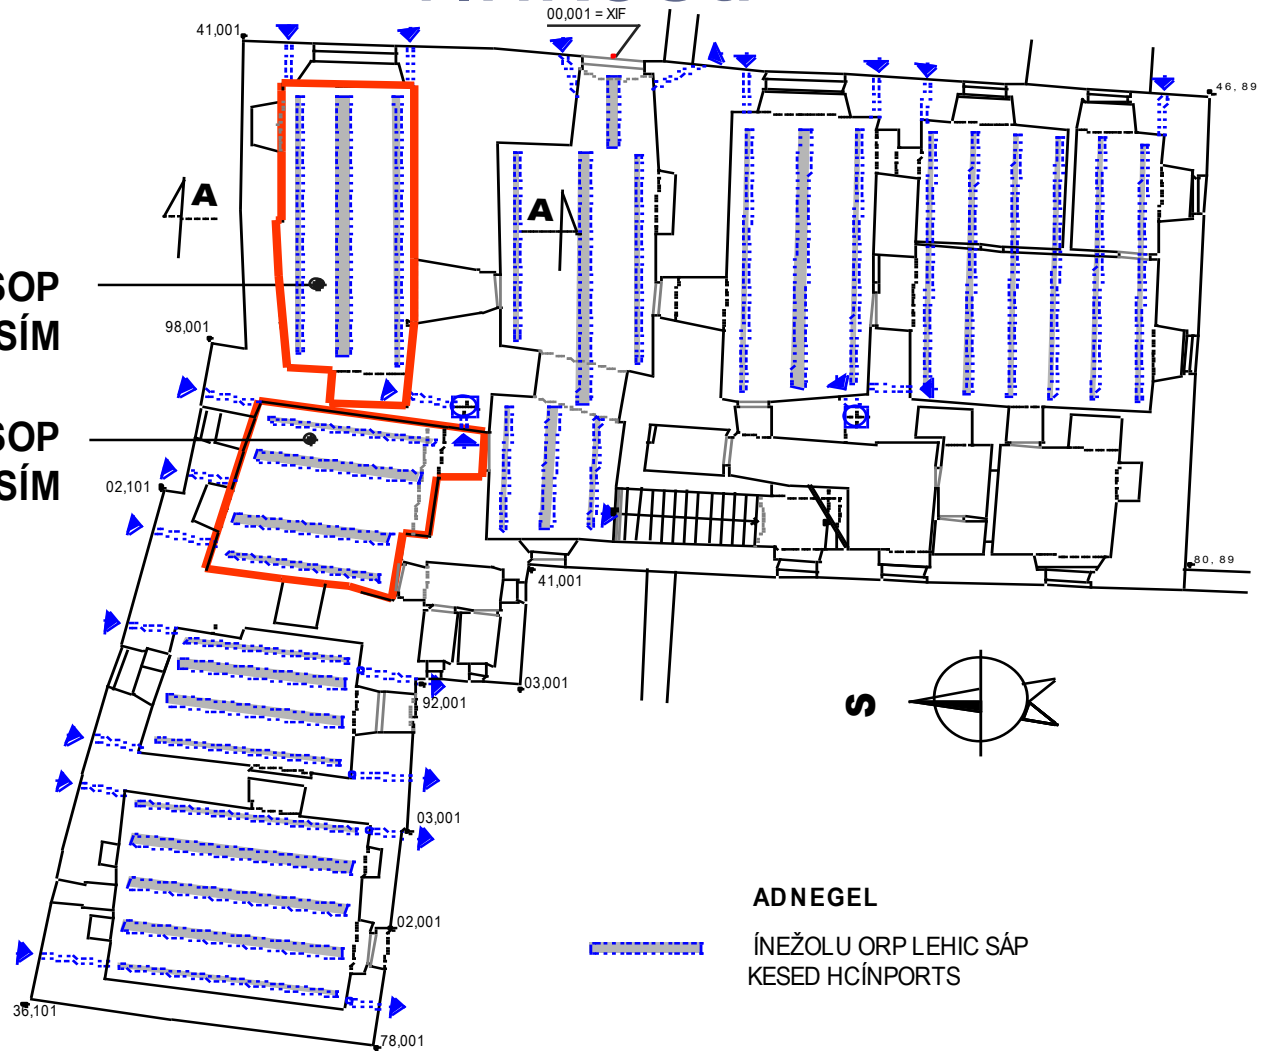 00,001 = XIF
41,001
46, 89
A
A
SOP
SÍM
98,001
SOP
SÍM
02,101
80, 89
41,001
03,001
92,001
S
03,001
02,001
36,101
78,001
ADNEGEL
ÍNEŽOLU ORP LEHIC SÁP
KESED HCÍNPORTS